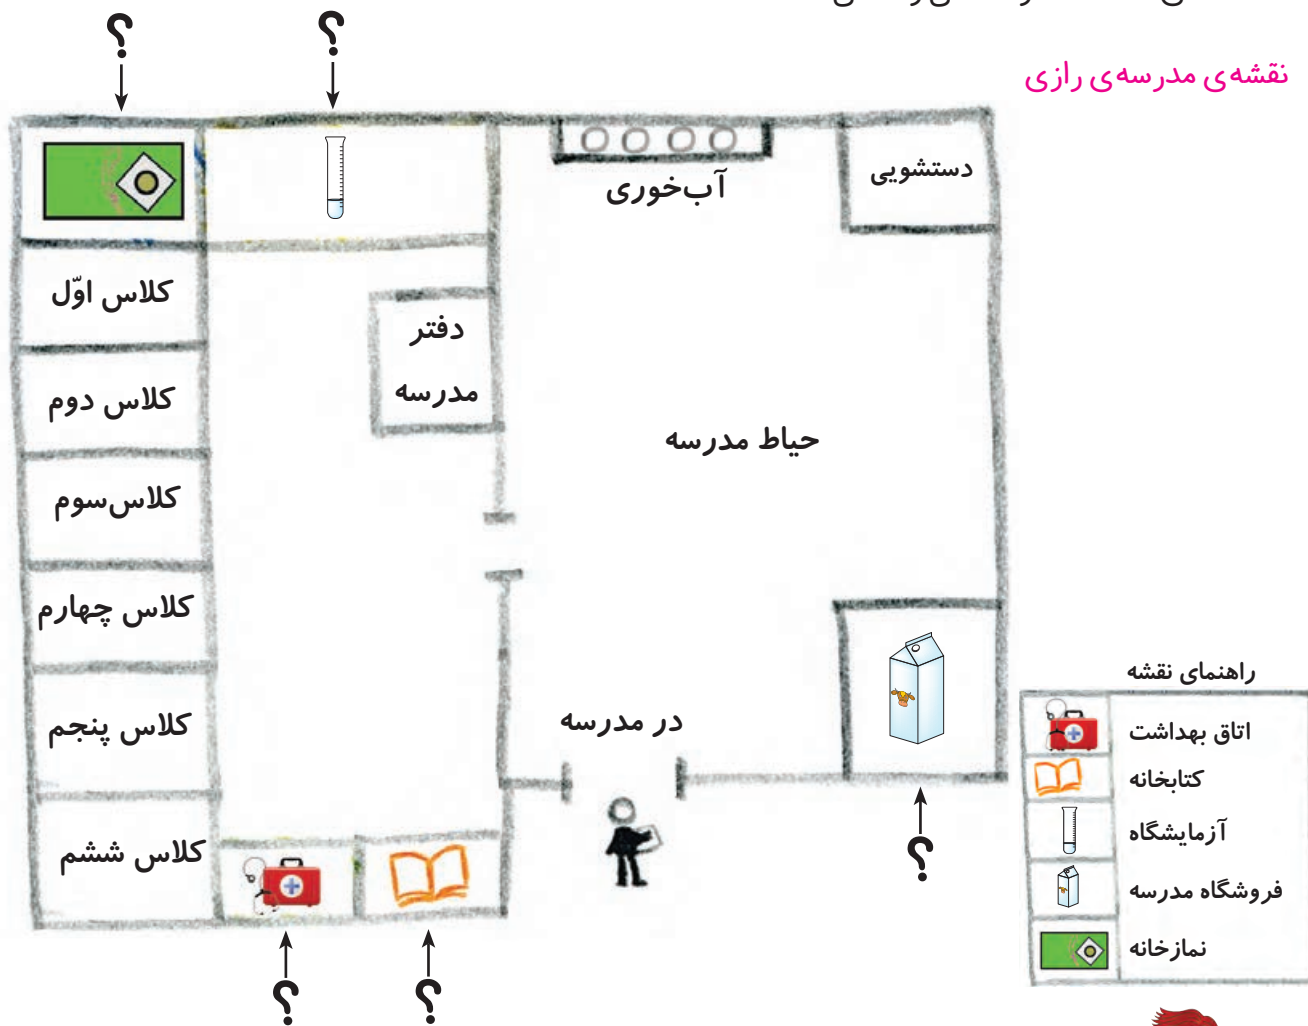 نقشه‌ی مدرسه‌ی رازی
؟
؟
دستشویی
آب‌خوری
کلاس اوّل
دفتر
مدرسه
کلاس دوم
حیاط مدرسه
کلاس‌سوم
کلاس چهارم
کلاس پنجم
در مدرسه
کلاس ششم
؟
؟
؟
راهنمای نقشه
اتاق بهداشت
کتابخانه
آزمایشگاه
فروشگاه مدرسه
نمازخانه